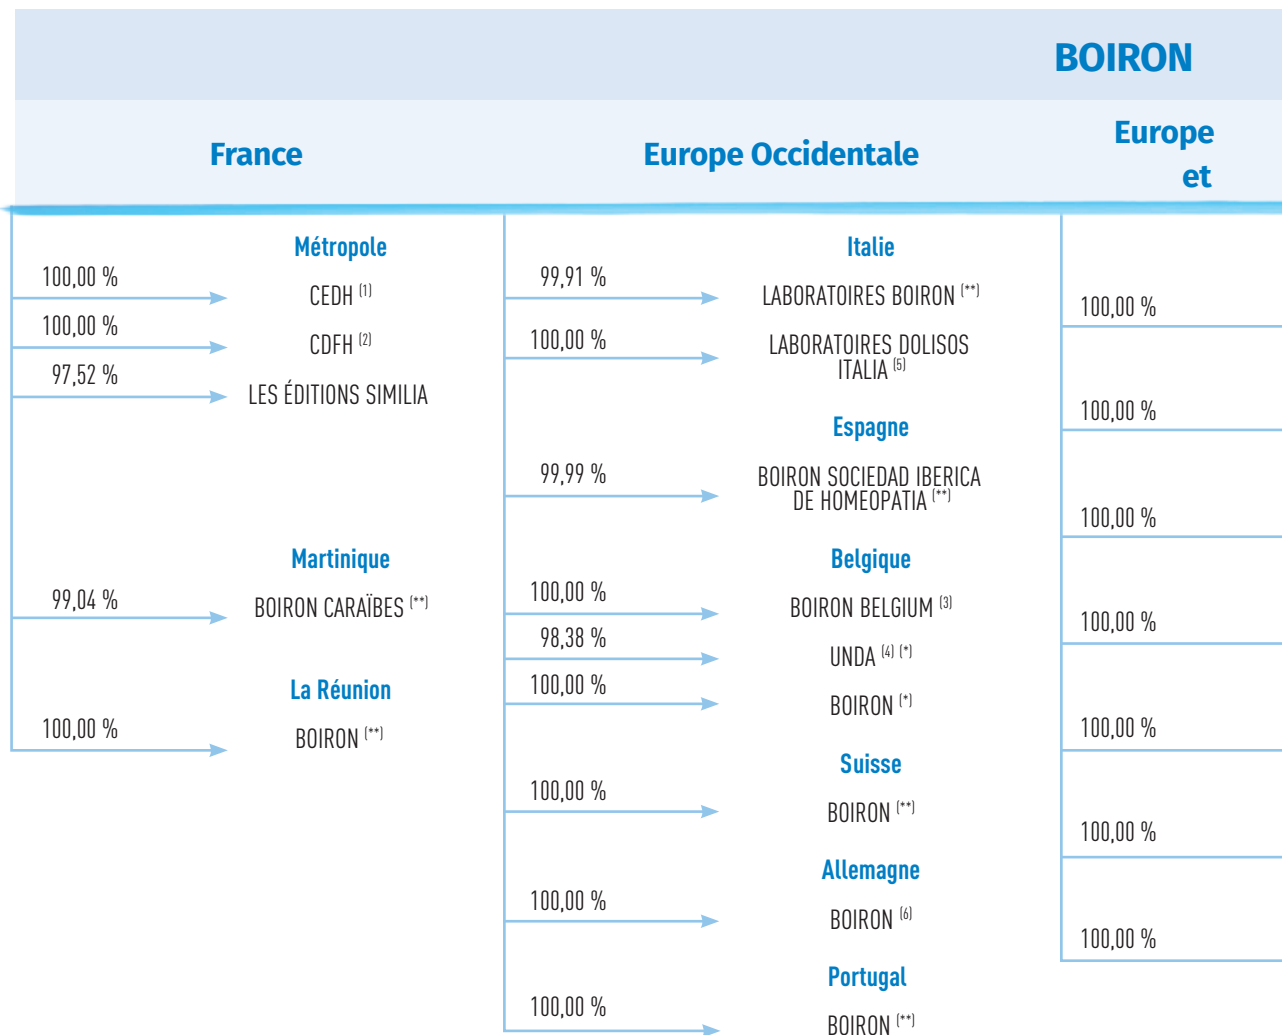 BOIRON
France
Europe Occidentale
Europe
et
Métropole
100,00 %
CEDH (1)
100,00 %
CDFH (2)
97,52 %
LES ÉDITIONS SIMILIA
Martinique
99,04 %
BOIRON CARAÏBES (**)
La Réunion
100,00 %
BOIRON (**)
Italie
99,91 %
LABORATOIRES BOIRON (**)
100,00 %
LABORATOIRES DOLISOS
ITALIA (5)
Espagne
99,99 %
BOIRON SOCIEDAD IBERICA
DE HOMEOPATIA (**)
Belgique
100,00 %
BOIRON BELGIUM (3)
98,38 %
UNDA (4) (*)
100,00 %
BOIRON (*)
Suisse
100,00 %
BOIRON (**)
Allemagne
100,00 %
BOIRON (6)
Portugal
100,00 %
BOIRON (**)
100,00 %
100,00 %
100,00 %
100,00 %
100,00 %
100,00 %
100,00 %